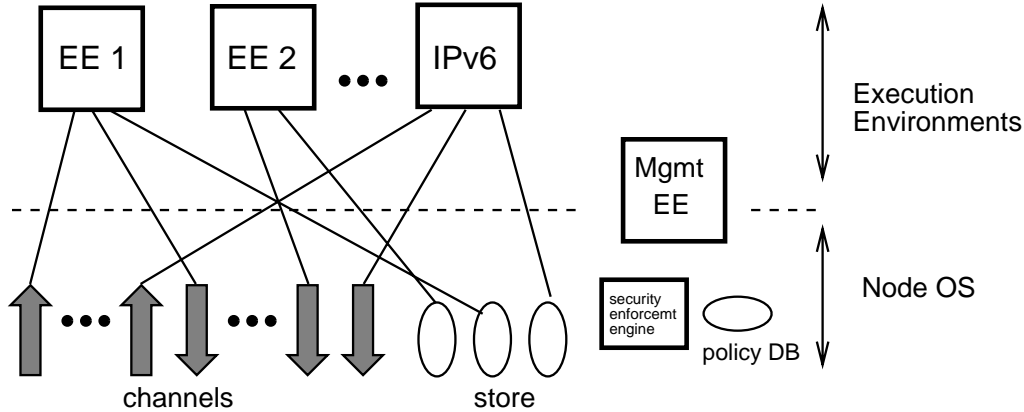 EE 1
EE 2
IPv6
Execution
Environments
Mgmt
EE
Node OS
security
enforcemt
engine
policy DB
channels
store